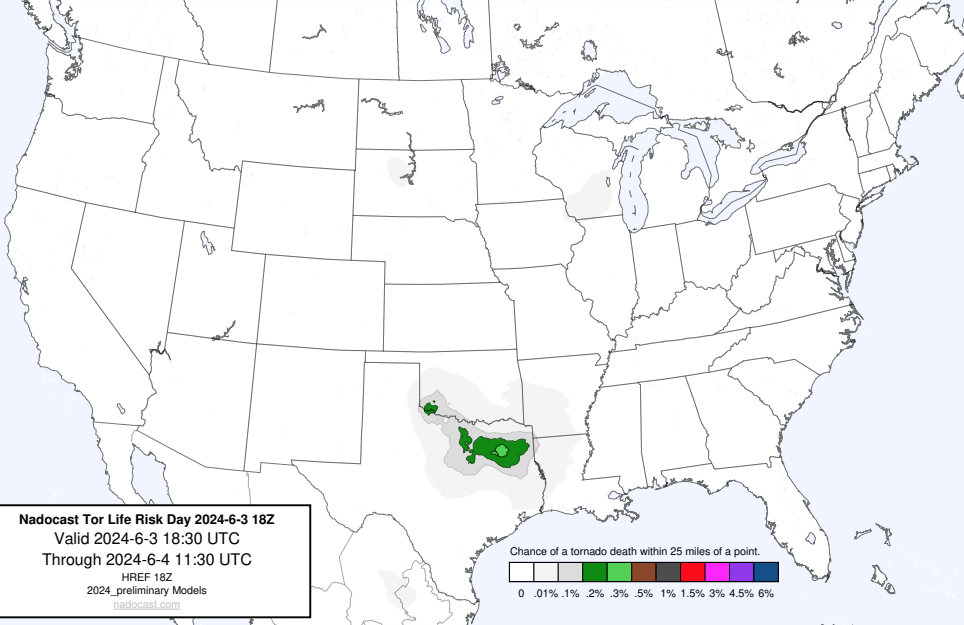 Nadocast Tor Life Risk Day 2024-6-3 18Z
Valid 2024-6-3 18:30 UTC
Through 2024-6-4 11:30 UTC
HREF 18Z
2024_preliminary Models
nadocast.com
Chance of a tornado death within 25 miles of a point.
0 .01% .1% .2% .3% .5% 1% 1.5% 3% 4.5% 6%